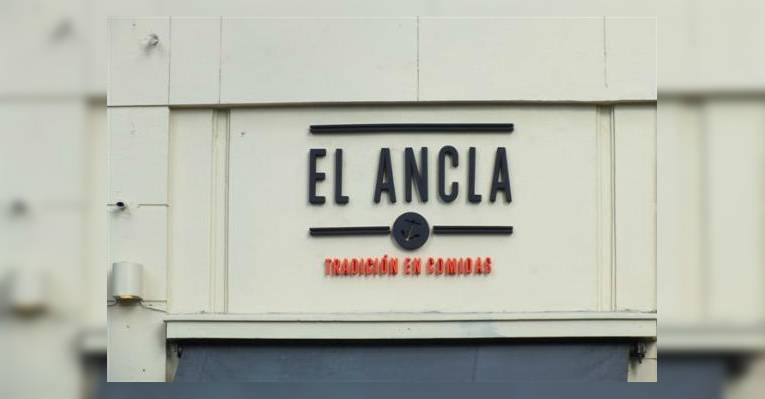 EL ANCLA
TRADICIÓN EN COMIDAS